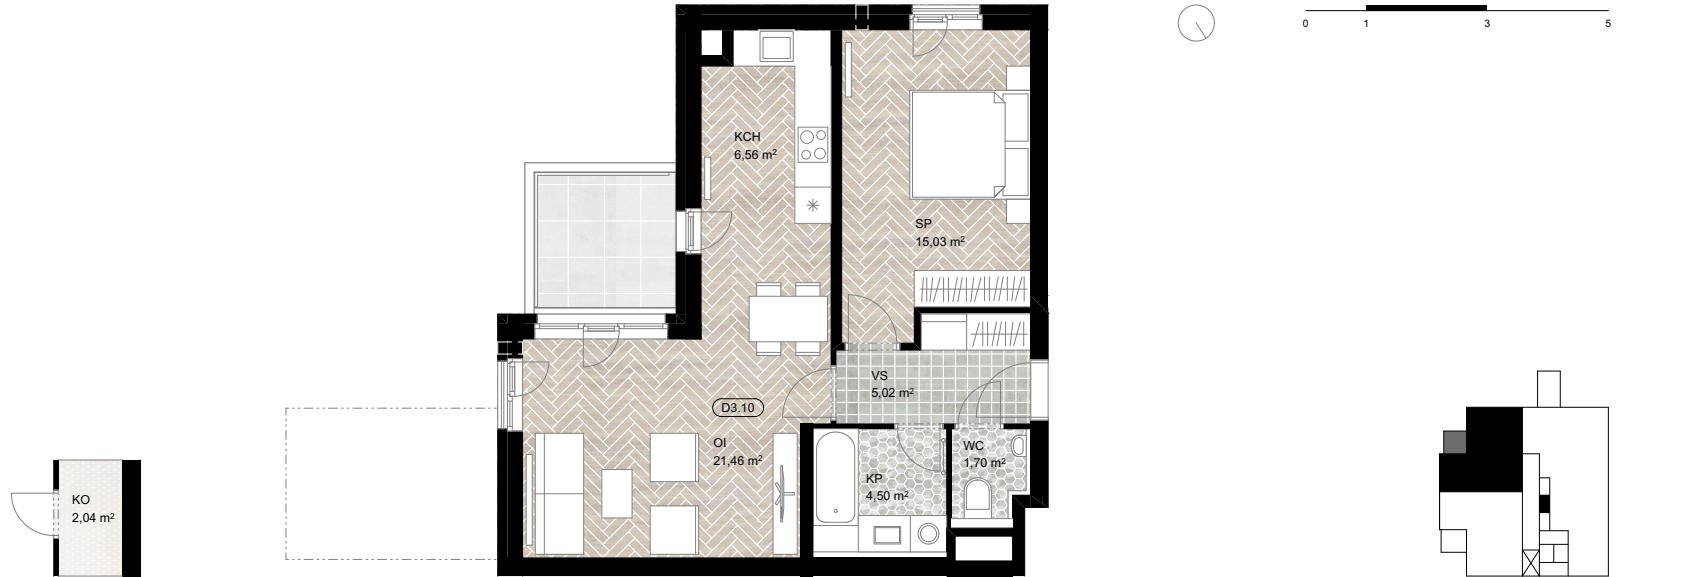 0 1 3 5
KCH
6,56 m²
SP
15,03 m²
VS
5,02 m²
D3.10
OI
21,46 m²
WC
1,70 m²
KP
4,50 m²
KO
2,04 m²